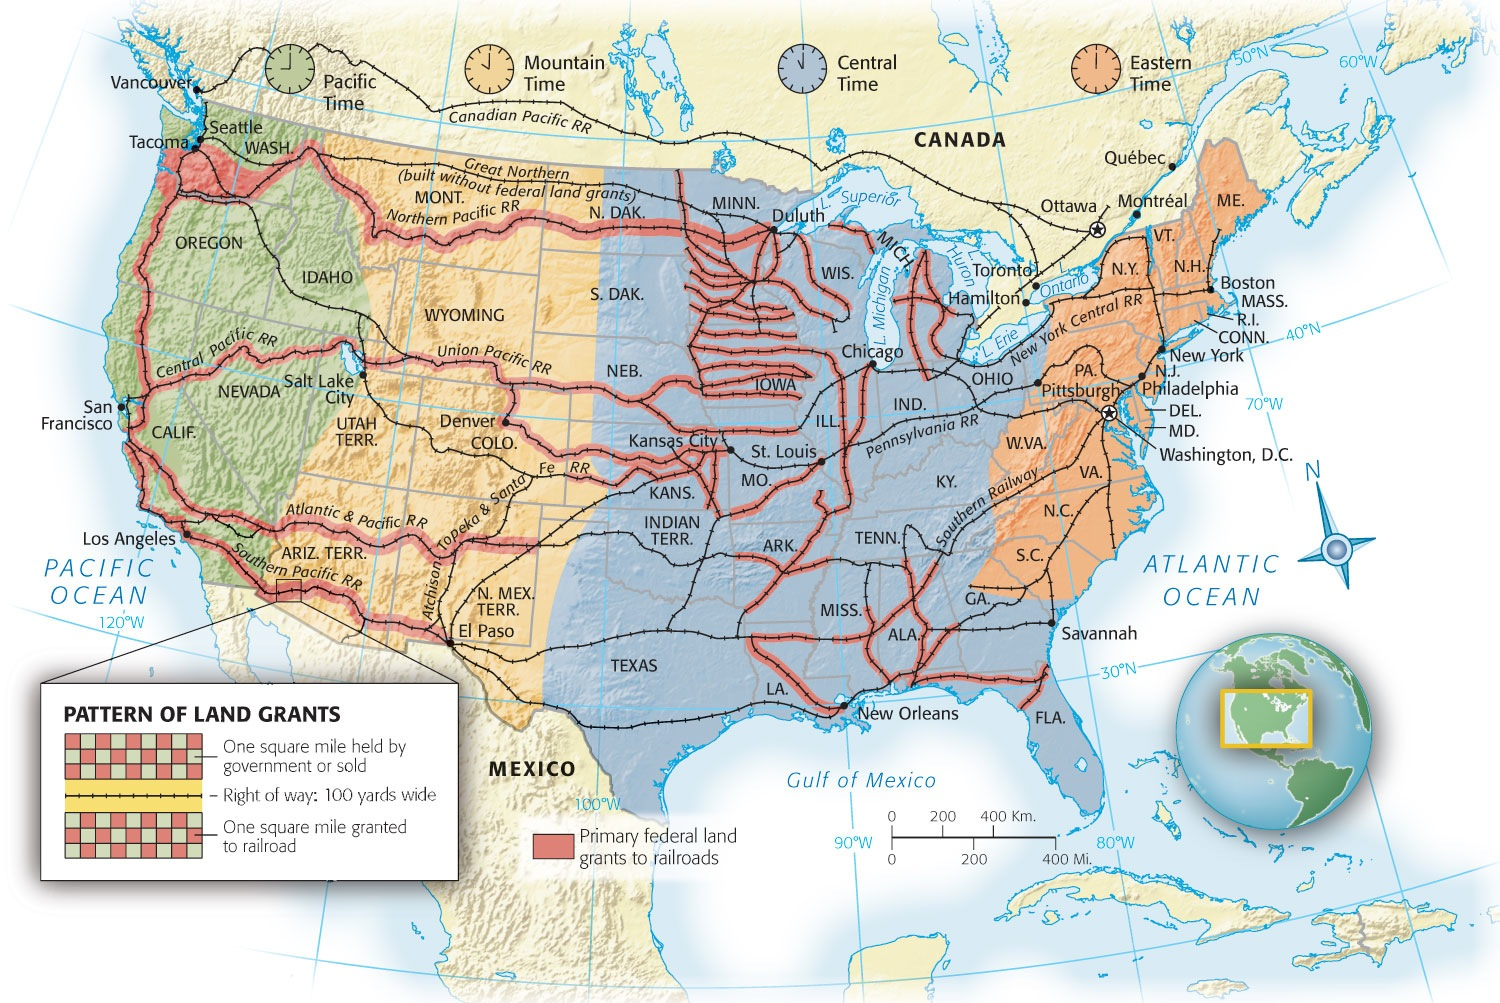 Pacific
Time
Mountain
Time
Central
Time
Eastern
Time
50°N
60°W
Vancouver
Canadian Pacific RR
CANADA
Seattle
Tacoma
WASH.
Québec
Great Northern
(built without federal land grants)
MONT.
Northern Pacific RR
N. DAK.
MINN.
Duluth
L. Superior
Ottawa
Montréal
ME.
VT.
OREGON
IDAHO
MICH.
L. Huron
Toronto
N.Y.
N.H.
WIS.
L. Michigan
Hamilton
L. Ontario
Boston
MASS.
S. DAK.
WYOMING
R.I.
CONN.
40°N
Central Pacific RR
Union Pacific RR
Chicago
L. Erie
New York Central RR
New York
N.J.
NEB.
IOWA
OHIO
PA.
Pittsburgh
Philadelphia
NEVADA
Salt Lake
City
San
Francisco
CALIF.
UTAH
TERR.
Denver
COLO.
Kansas City
ILL.
IND.
Pennsylvania RR
70°W
DEL.
MD.
Washington, D.C.
St. Louis
W.VA.
VA.
N
Atchison Topeka & Santa Fe RR
KANS.
MO.
KY.
Southern Railway
N.C.
Los Angeles
Atlantic & Pacific RR
INDIAN
TERR.
ARIZ. TERR.
Southern Pacific RR
ARK.
TENN.
S.C.
PACIFIC
OCEAN
ATLANTIC
OCEAN
120°W
N. MEX.
TERR.
El Paso
MISS.
ALA.
GA.
Savannah
TEXAS
LA.
30°N
New Orleans
FLA.
PATTERN OF LAND GRANTS
One square mile held by
government or sold
Right of way: 100 yards wide
One square mile granted
to railroad
MEXICO
Gulf of Mexico
100°W
Primary federal land
grants to railroads
0 200 400 Km.
0 200 400 Mi.
90°W
80°W